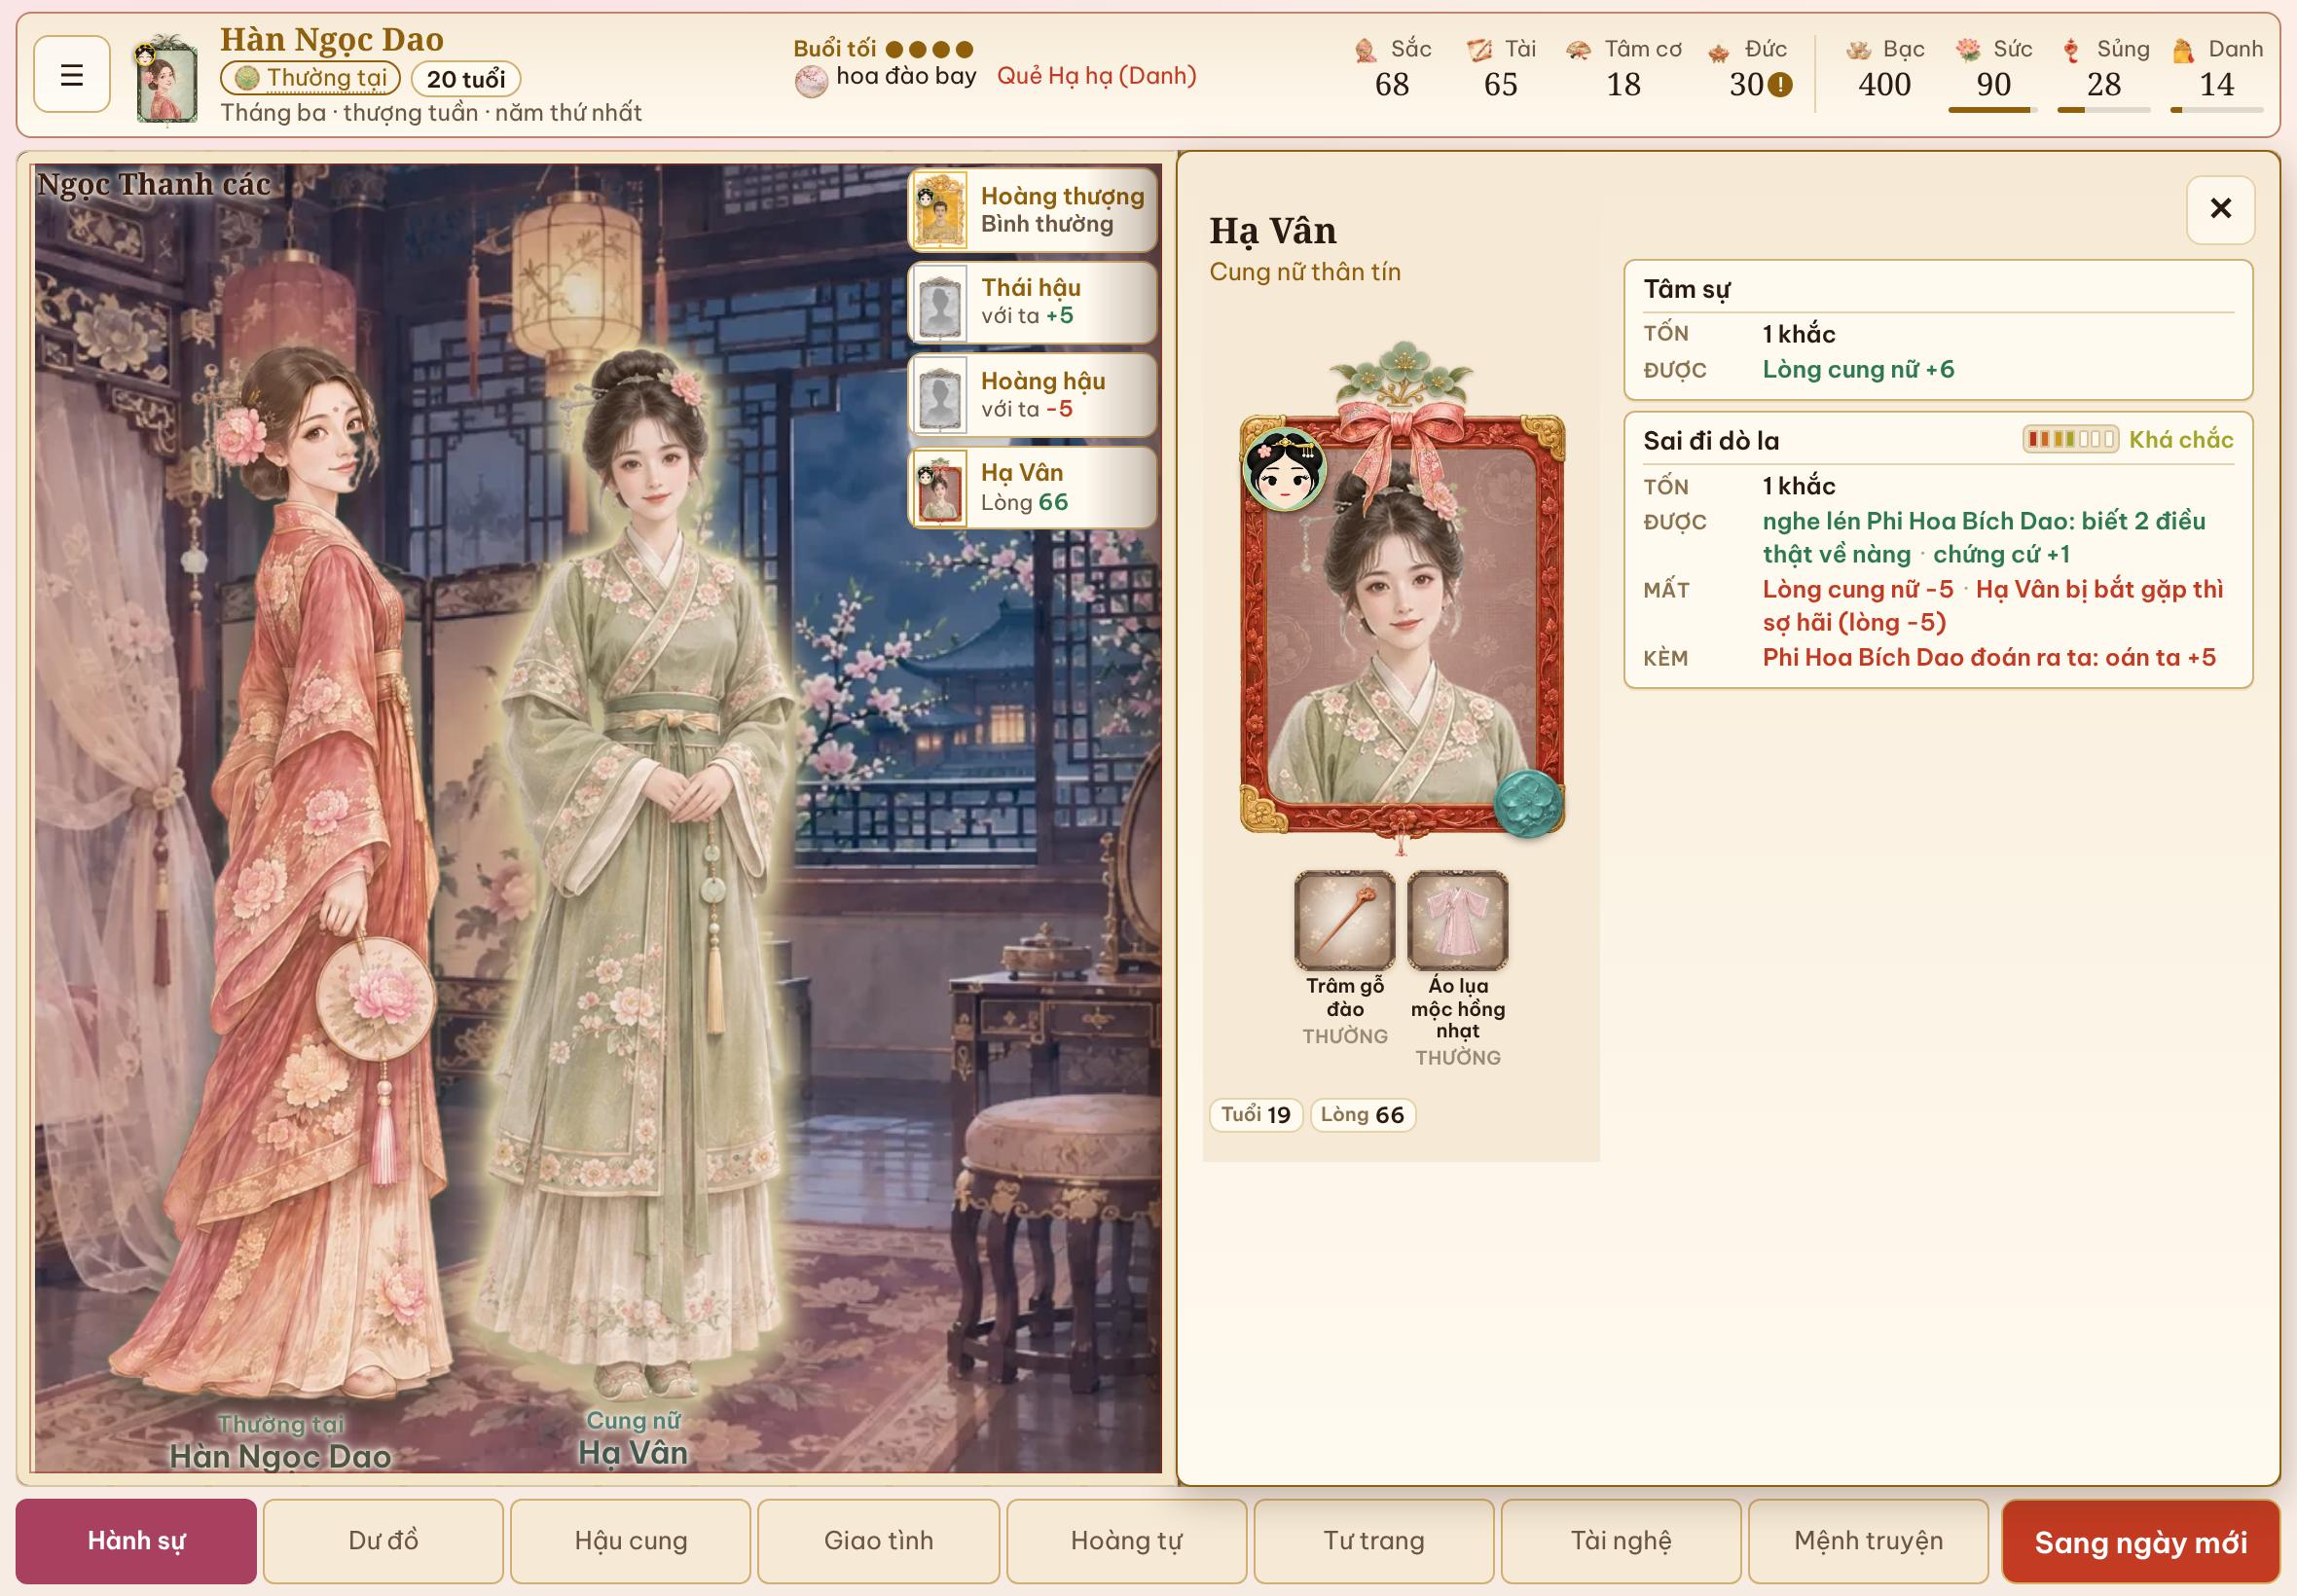 Hàn Ngọc Dao
Thường tại
20 tuổi
Tháng ba · thượng tuần · năm thứ nhất
Buổi tối
hoa đào bay
Quẻ Hạ hạ (Danh)
Sắc
68
Tài
65
Tâm cơ
18
Đức
30
!
Bạc
400
Sức
90
Sủng
28
Danh
14
Ngọc Thanh các
Hoàng thượng
Bình thường
Thái hậu
với ta +5
Hoàng hậu
với ta -5
Hạ Vân
Lòng 66
Thường tại
Hàn Ngọc Dao
Cung nữ
Hạ Vân
Hạ Vân
Cung nữ thân tín
Trâm gỗ
đào
THƯỜNG
Áo lụa
mộc hồng
nhạt
THƯỜNG
Tuổi 19
Lòng 66
Tâm sự
TỐN 1 khắc
ĐƯỢC Lòng cung nữ +6
Sai đi dò la
Khá chắc
TỐN 1 khắc
ĐƯỢC nghe lén Phi Hoa Bích Dao: biết 2 điều
thật về nàng · chứng cứ +1
MẤT Lòng cung nữ -5 · Hạ Vân bị bắt gặp thì
sợ hãi (lòng -5)
KÈM Phi Hoa Bích Dao đoán ra ta: oán ta +5
Hành sự
Dư đồ
Hậu cung
Giao tình
Hoàng tự
Tư trang
Tài nghệ
Mệnh truyện
Sang ngày mới